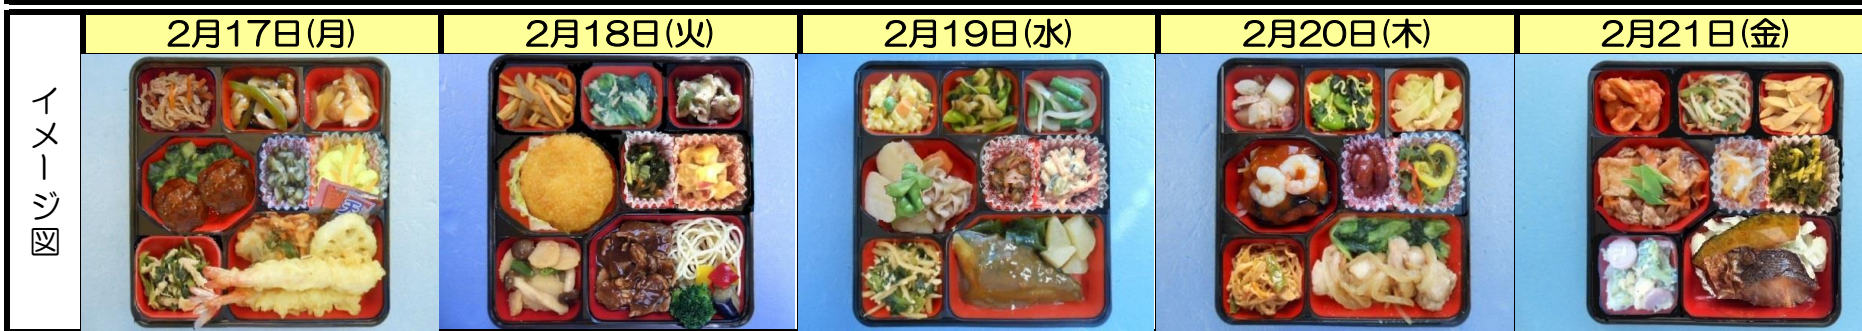 2月17日(月)
2月18日(火)
2月19日(水)
2月20日(木)
2月21日(金)
イメージ図